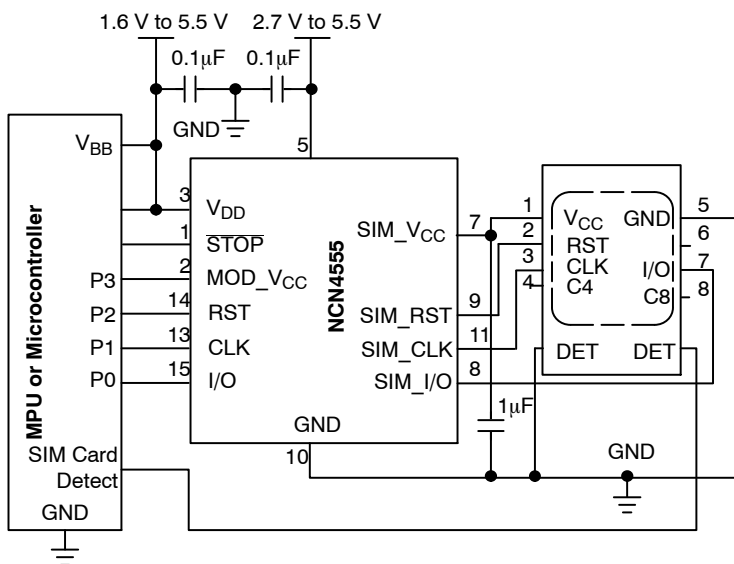 1.6 V to 5.5 V
2.7 V to 5.5 V
0.1μF
0.1μF
GND
5
MPU or Microcontroller
VBB
P3
P2
P1
P0
SIM Card
Detect
GND
3
1
2
14
13
15
VDD
STOP
MOD_VCC
RST
CLK
I/O
NCN4555
SIM_VCC
SIM_RST
SIM_CLK
SIM_I/O
GND
10
7
9
11
8
1μF
1
2
3
4
VCC
RST
CLK
C4
GND
I/O
C8
5
6
7
8
DET
DET
GND